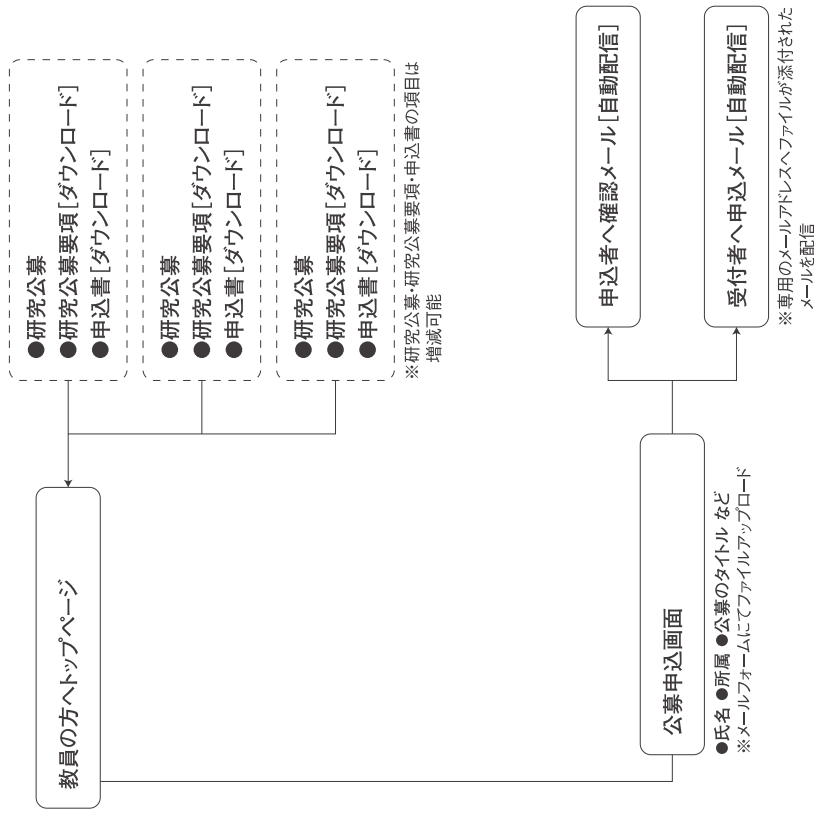 教員の方へトップページ
●研究公募
●研究公募要項[ダウンロード]
●申込書[ダウンロード]
●研究公募
●研究公募要項[ダウンロード]
●申込書[ダウンロード]
●研究公募
●研究公募要項[ダウンロード]
●申込書[ダウンロード]
※研究公募・研究公募要項・申込書の項目は
増減可能
公募申込画面
●氏名 ●所属 ●公募のタイトル など
※メールフォームにてファイルアップロード
申込者へ確認メール[自動配信]
受付者へ申込メール[自動配信]
※専用のメールアドレスへファイルが添付された
メールを配信